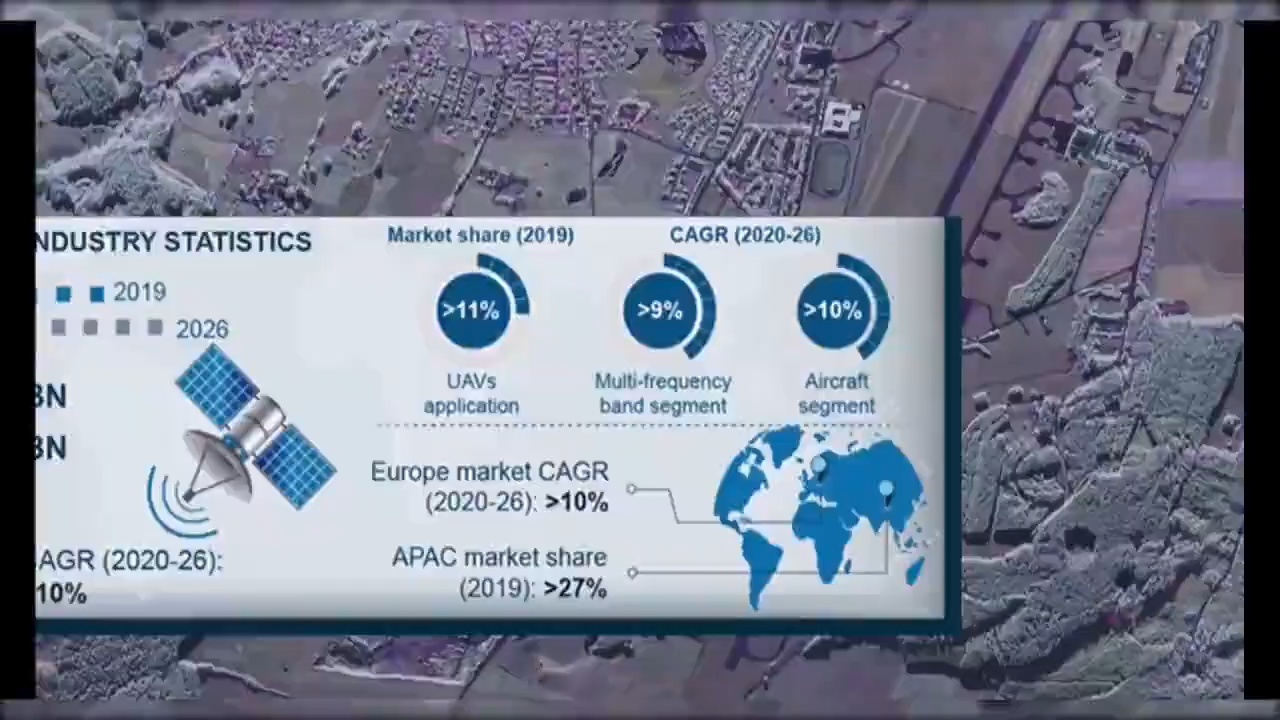 NDUSTRY STATISTICS
2019
2026
BN
BN
AGR (2020-26):
10%
Market share (2019)
CAGR (2020-26)
>11%
>9%
>10%
UAVs
application
Multi-frequency
band segment
Aircraft
segment
Europe market CAGR
(2020-26): >10%
APAC market share
(2019): >27%